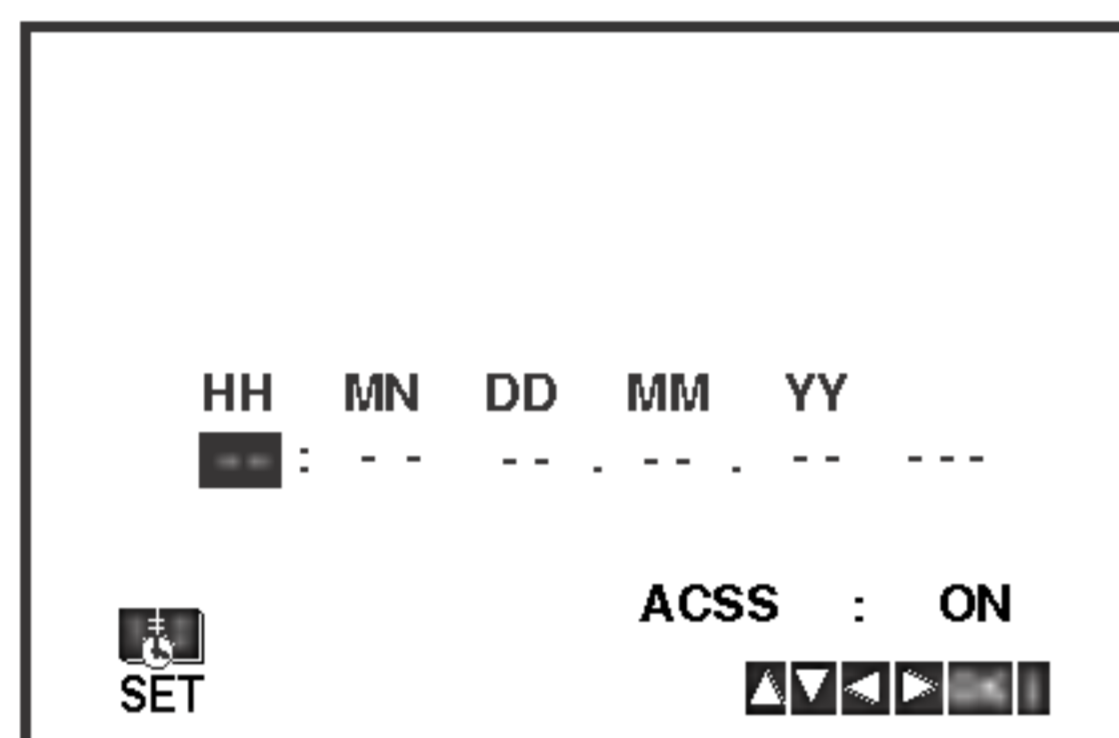 HH MN DD MM YY
-- : -- -- . -- . -- ---
ACSS : ON
SET